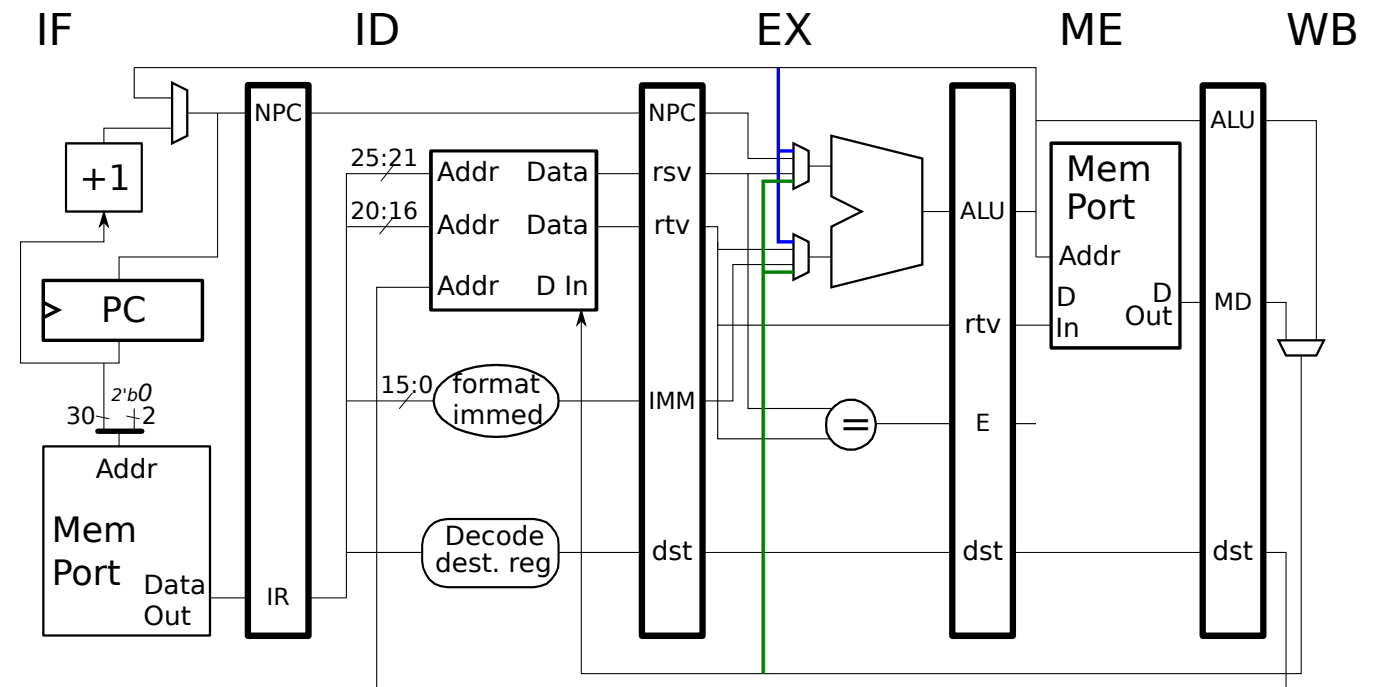 IF
ID
EX
ME
WB
+1
PC
2'b0
30
2
Addr
Mem
Port
Data
Out
NPC
IR
25:21
20:16
Addr
Data
Addr
Data
Addr
D In
15:0
format
immed
Decode
dest. reg
NPC
rsv
rtv
IMM
dst
=
ALU
rtv
E
dst
Mem
Port
Addr
D
In
D
Out
ALU
MD
dst